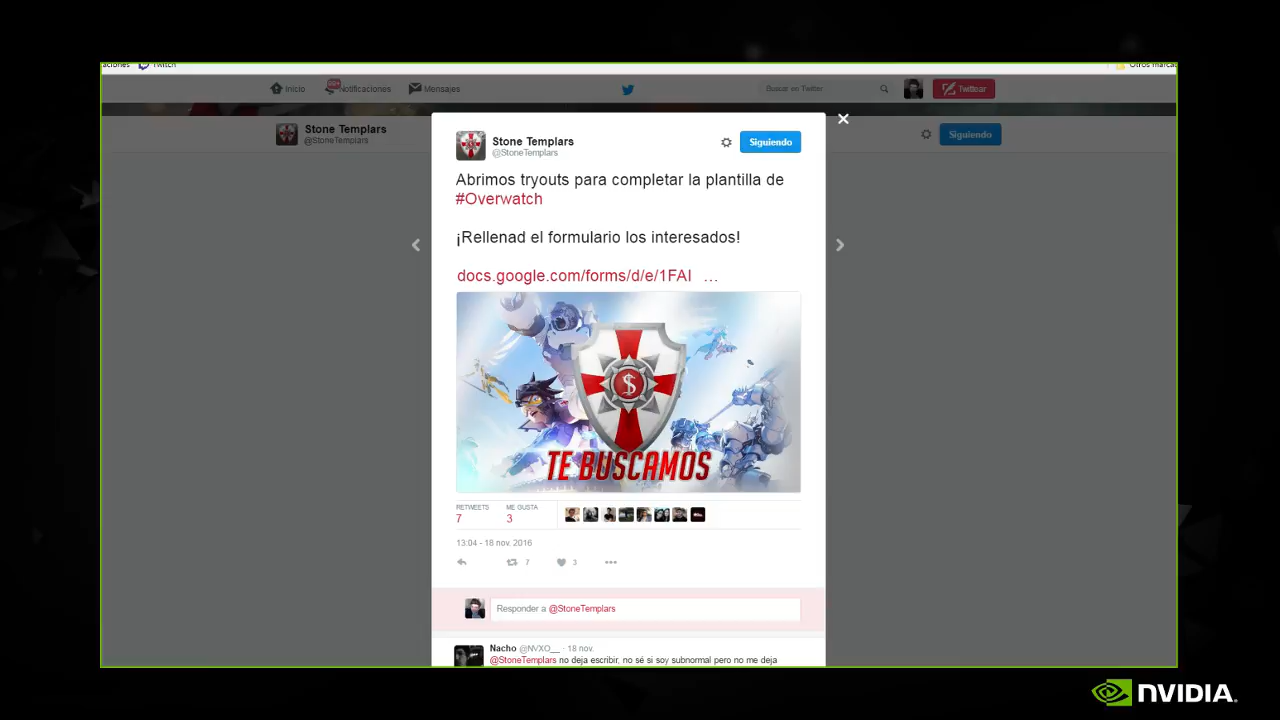 Twitch
Inicio
Notificaciones
Mensajes
Buscar en Twitter
Twittear
Stone Templars
@StoneTemplars
Siguiendo
Stone Templars
@StoneTemplars
Siguiendo
Abrimos tryouts para completar la plantilla de
#Overwatch
¡Rellenad el formulario los interesados!
docs.google.com/forms/d/e/1FAI …
TE BUSCAMOS
RETWEETS
7
ME GUSTA
3
13:04 - 18 nov. 2016
7
3
Responder a @StoneTemplars
Nacho @NVXO__ · 18 nov.
@StoneTemplars no deja escribir, no sé si soy subnormal pero no me deja
NVIDIA.